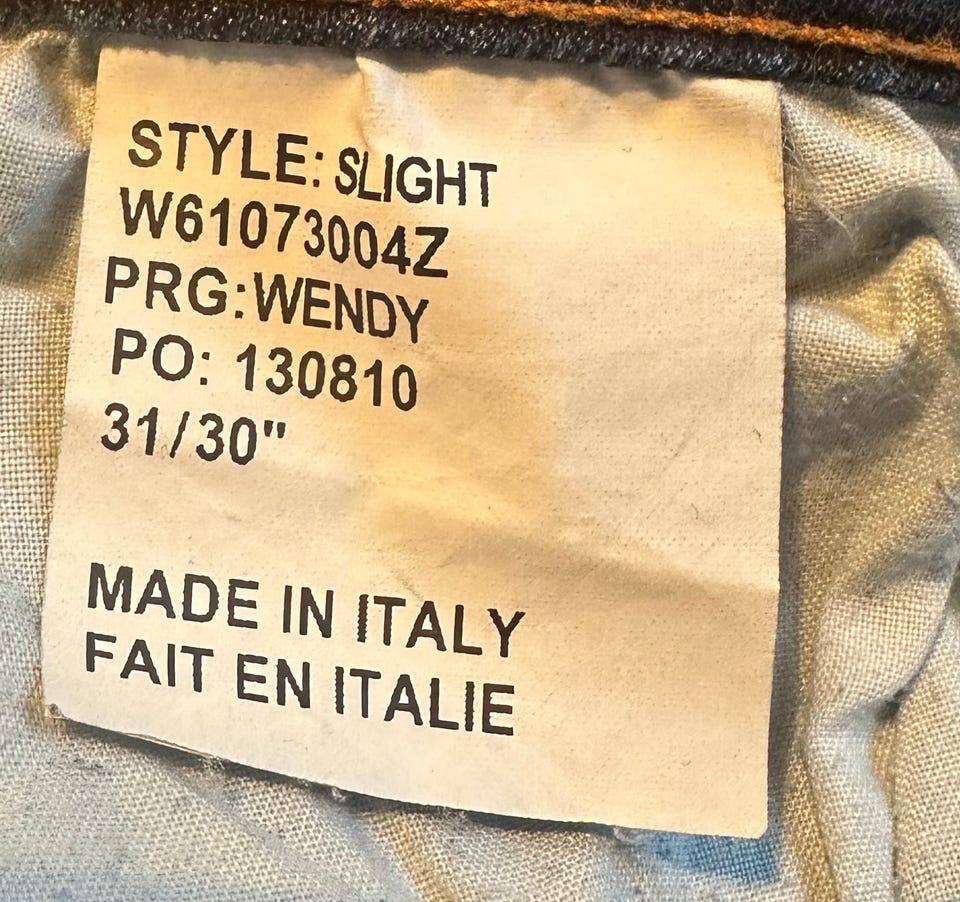 STYLE: SLIGHT
W61073004Z
PRG:WENDY
PO: 130810
31/30"
MADE IN ITALY
FAIT EN ITALIE